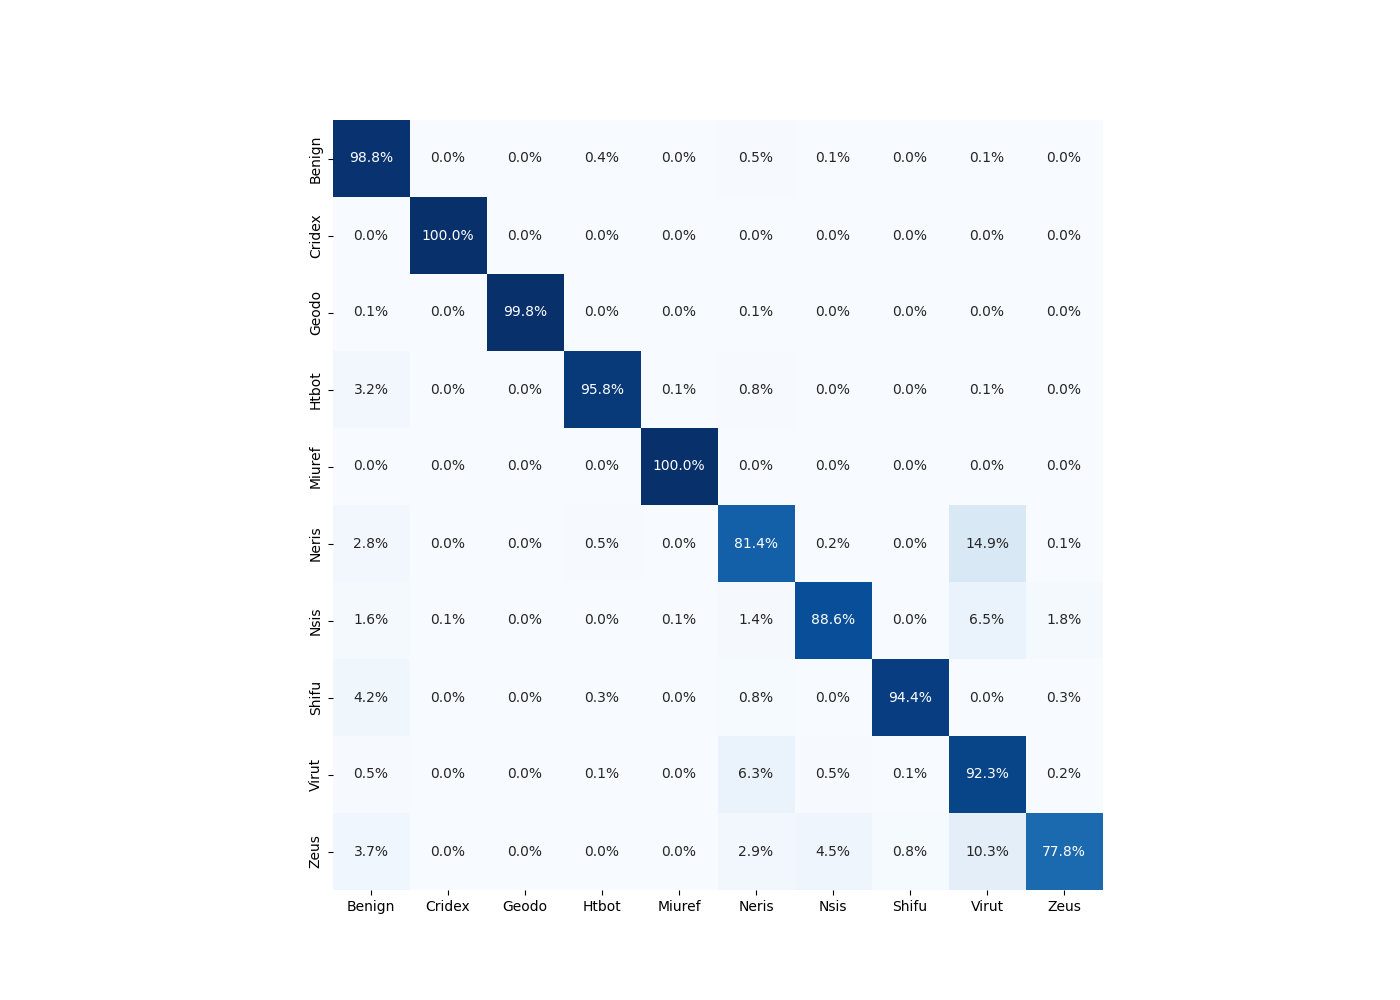 Benign 98.8% 0.0% 0.0% 0.4% 0.0% 0.5% 0.1% 0.0% 0.1% 0.0%
Cridex 0.0% 100.0% 0.0% 0.0% 0.0% 0.0% 0.0% 0.0% 0.0% 0.0%
Geodo 0.1% 0.0% 99.8% 0.0% 0.0% 0.1% 0.0% 0.0% 0.0% 0.0%
Htbot 3.2% 0.0% 0.0% 95.8% 0.1% 0.8% 0.0% 0.0% 0.1% 0.0%
Miuref 0.0% 0.0% 0.0% 0.0% 100.0% 0.0% 0.0% 0.0% 0.0% 0.0%
Neris 2.8% 0.0% 0.0% 0.5% 0.0% 81.4% 0.2% 0.0% 14.9% 0.1%
Nsis 1.6% 0.1% 0.0% 0.0% 0.1% 1.4% 88.6% 0.0% 6.5% 1.8%
Shifu 4.2% 0.0% 0.0% 0.3% 0.0% 0.8% 0.0% 94.4% 0.0% 0.3%
Virut 0.5% 0.0% 0.0% 0.1% 0.0% 6.3% 0.5% 0.1% 92.3% 0.2%
Zeus 3.7% 0.0% 0.0% 0.0% 0.0% 2.9% 4.5% 0.8% 10.3% 77.8%
Benign Cridex Geodo Htbot Miuref Neris Nsis Shifu Virut Zeus